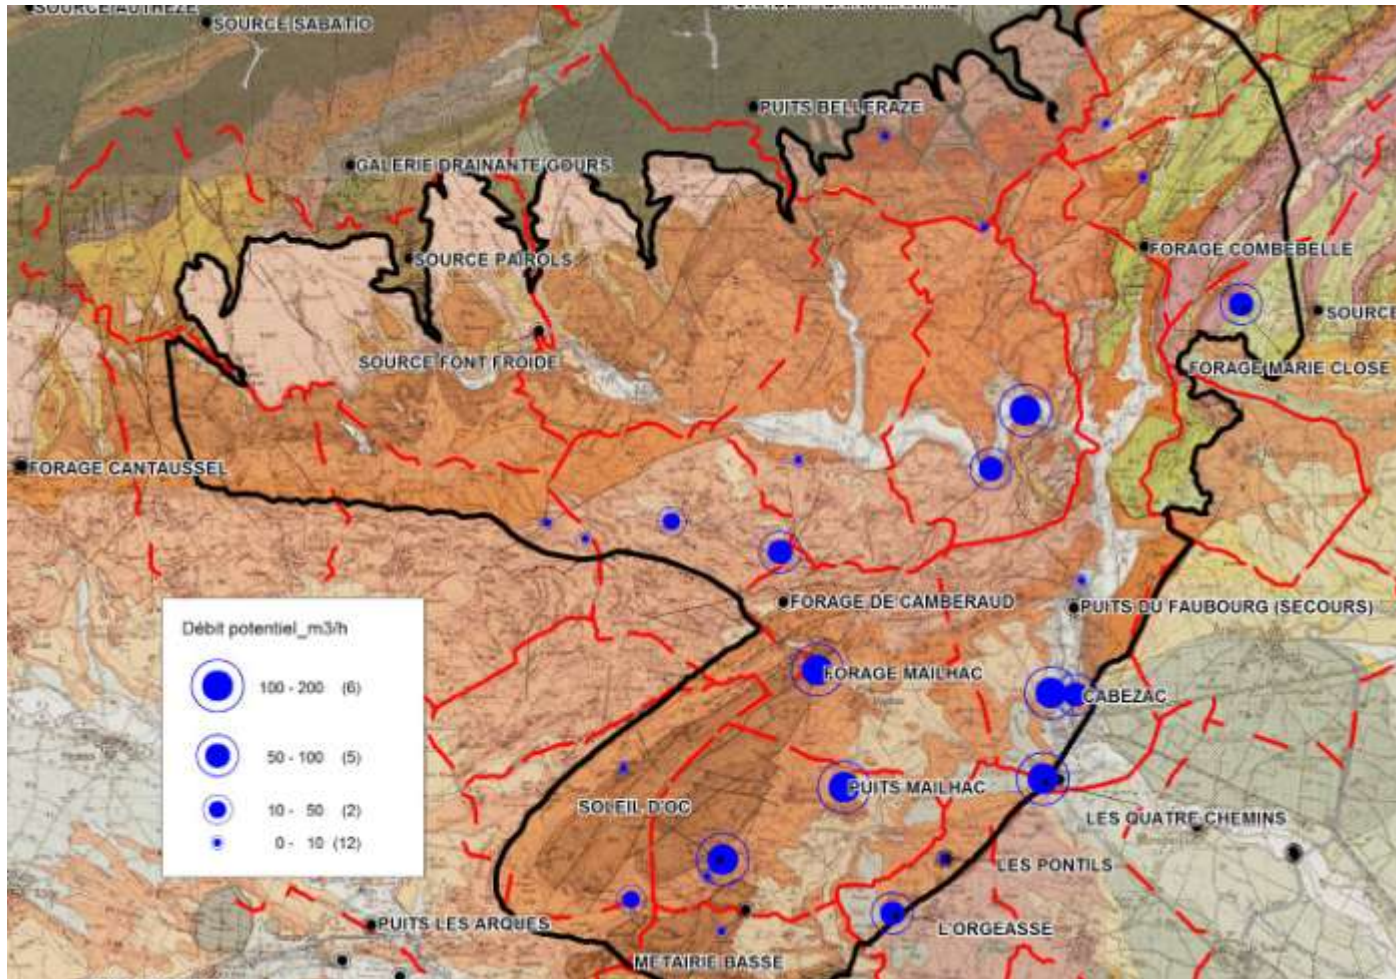 SOURCE SABATIO
PUITS BELLERAZE
GALERIE DRAINANTE GOURS
FORAGE COMBEBELLE
SOURCE PAIROLS
SOURCE
SOURCE FONT FROIDE
FORAGE MARIE CLOSE
FORAGE CANTAUSSEL
FORAGE DE CAMBERAUD
PUITS DU FAUBOURG (SECOURS)
Débit potentiel_m3/h
100 - 200 (6)
50 - 100 (5)
10 - 50 (2)
0 - 10 (12)
FORAGE MAILHAC
CABEZAC
PUITS MAILHAC
SOLEIL D'OC
LES QUATRE CHEMINS
LES PONTILS
PUITS LES ARQUES
L'ORGEASSE
METAIRIE BASSE